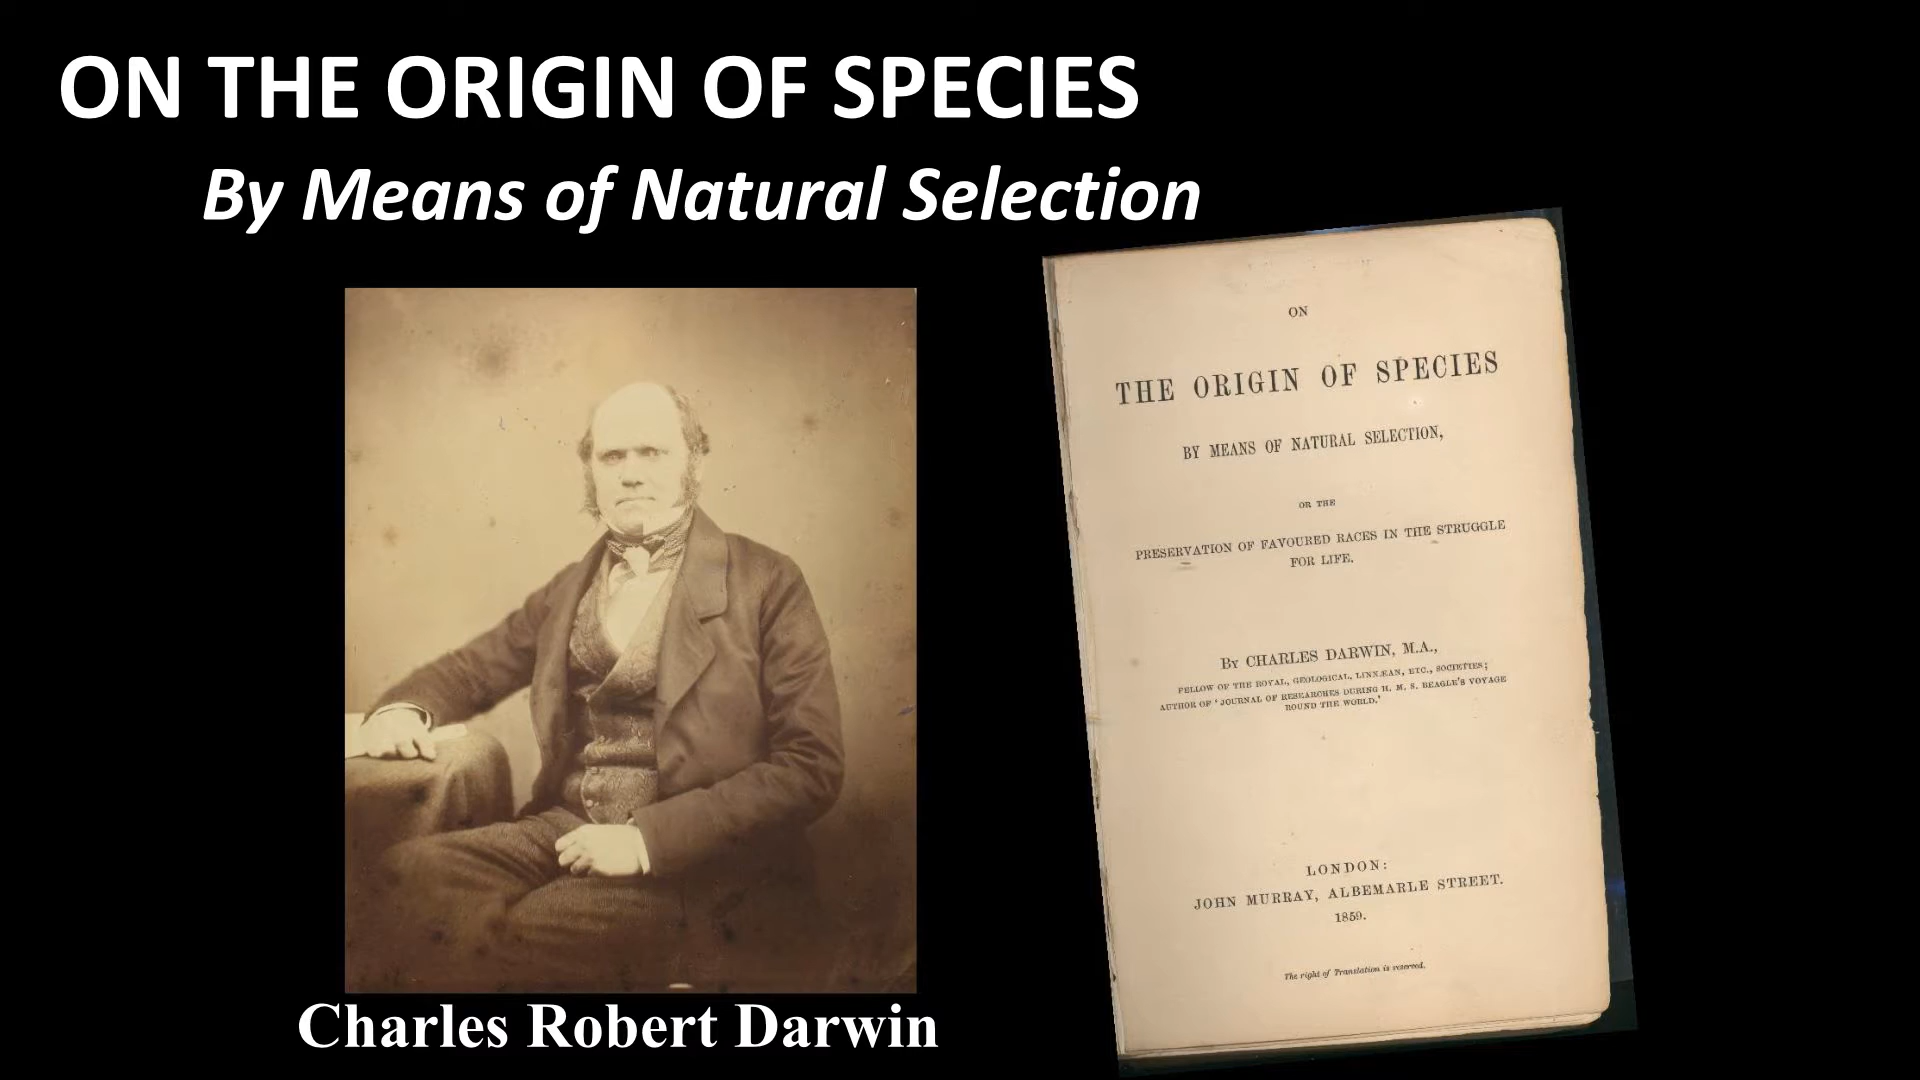 ON THE ORIGIN OF SPECIES
By Means of Natural Selection
ON
THE ORIGIN OF SPECIES
BY MEANS OF NATURAL SELECTION,
OR THE
PRESERVATION OF FAVOURED RACES IN THE STRUGGLE
FOR LIFE.
BY CHARLES DARWIN, M.A.,
FELLOW OF THE ROYAL, GEOLOGICAL, LINNÆAN, ETC., SOCIETIES;
AUTHOR OF 'JOURNAL OF RESEARCHES DURING H. M. S. BEAGLE'S VOYAGE
ROUND THE WORLD.'
LONDON:
JOHN MURRAY, ALBEMARLE STREET.
1859.
The right of Translation is reserved.
Charles Robert Darwin